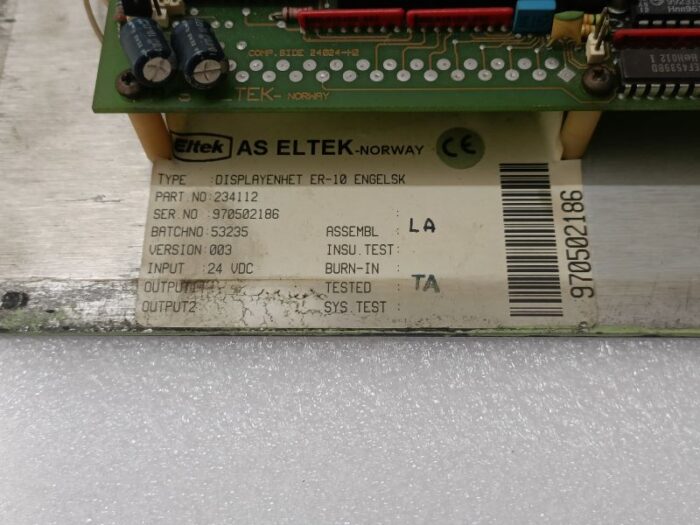 COMP.SIDE 24024-H2
ELTEK- NORWAY
EF4535BD
Eltek AS ELTEK-NORWAY CE
TYPE :DISPLAYENHET ER-10 ENGELSK
PART.NO:234112
SER.NO :970502186
BATCHNO:53235 ASSEMBL : LA
VERSION:003 INSU.TEST:
INPUT :24 VDC BURN-IN :
OUTPUT1 TESTED : TA
OUTPUT2 SYS.TEST :
970502186